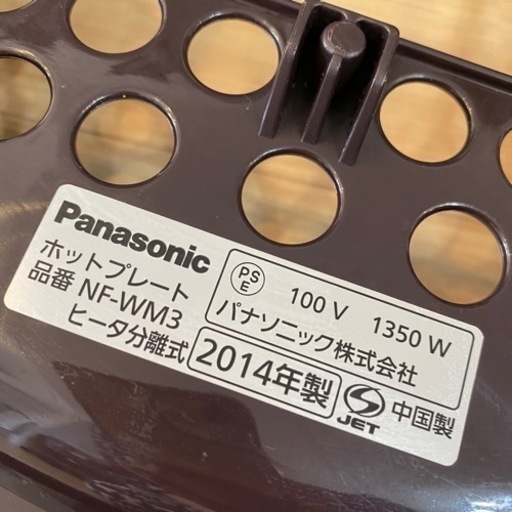 Panasonic
ホットプレート
品番 NF-WM3
ヒータ分離式
PSE 100 V 1350 W
パナソニック株式会社
2014年製
JET
中国製